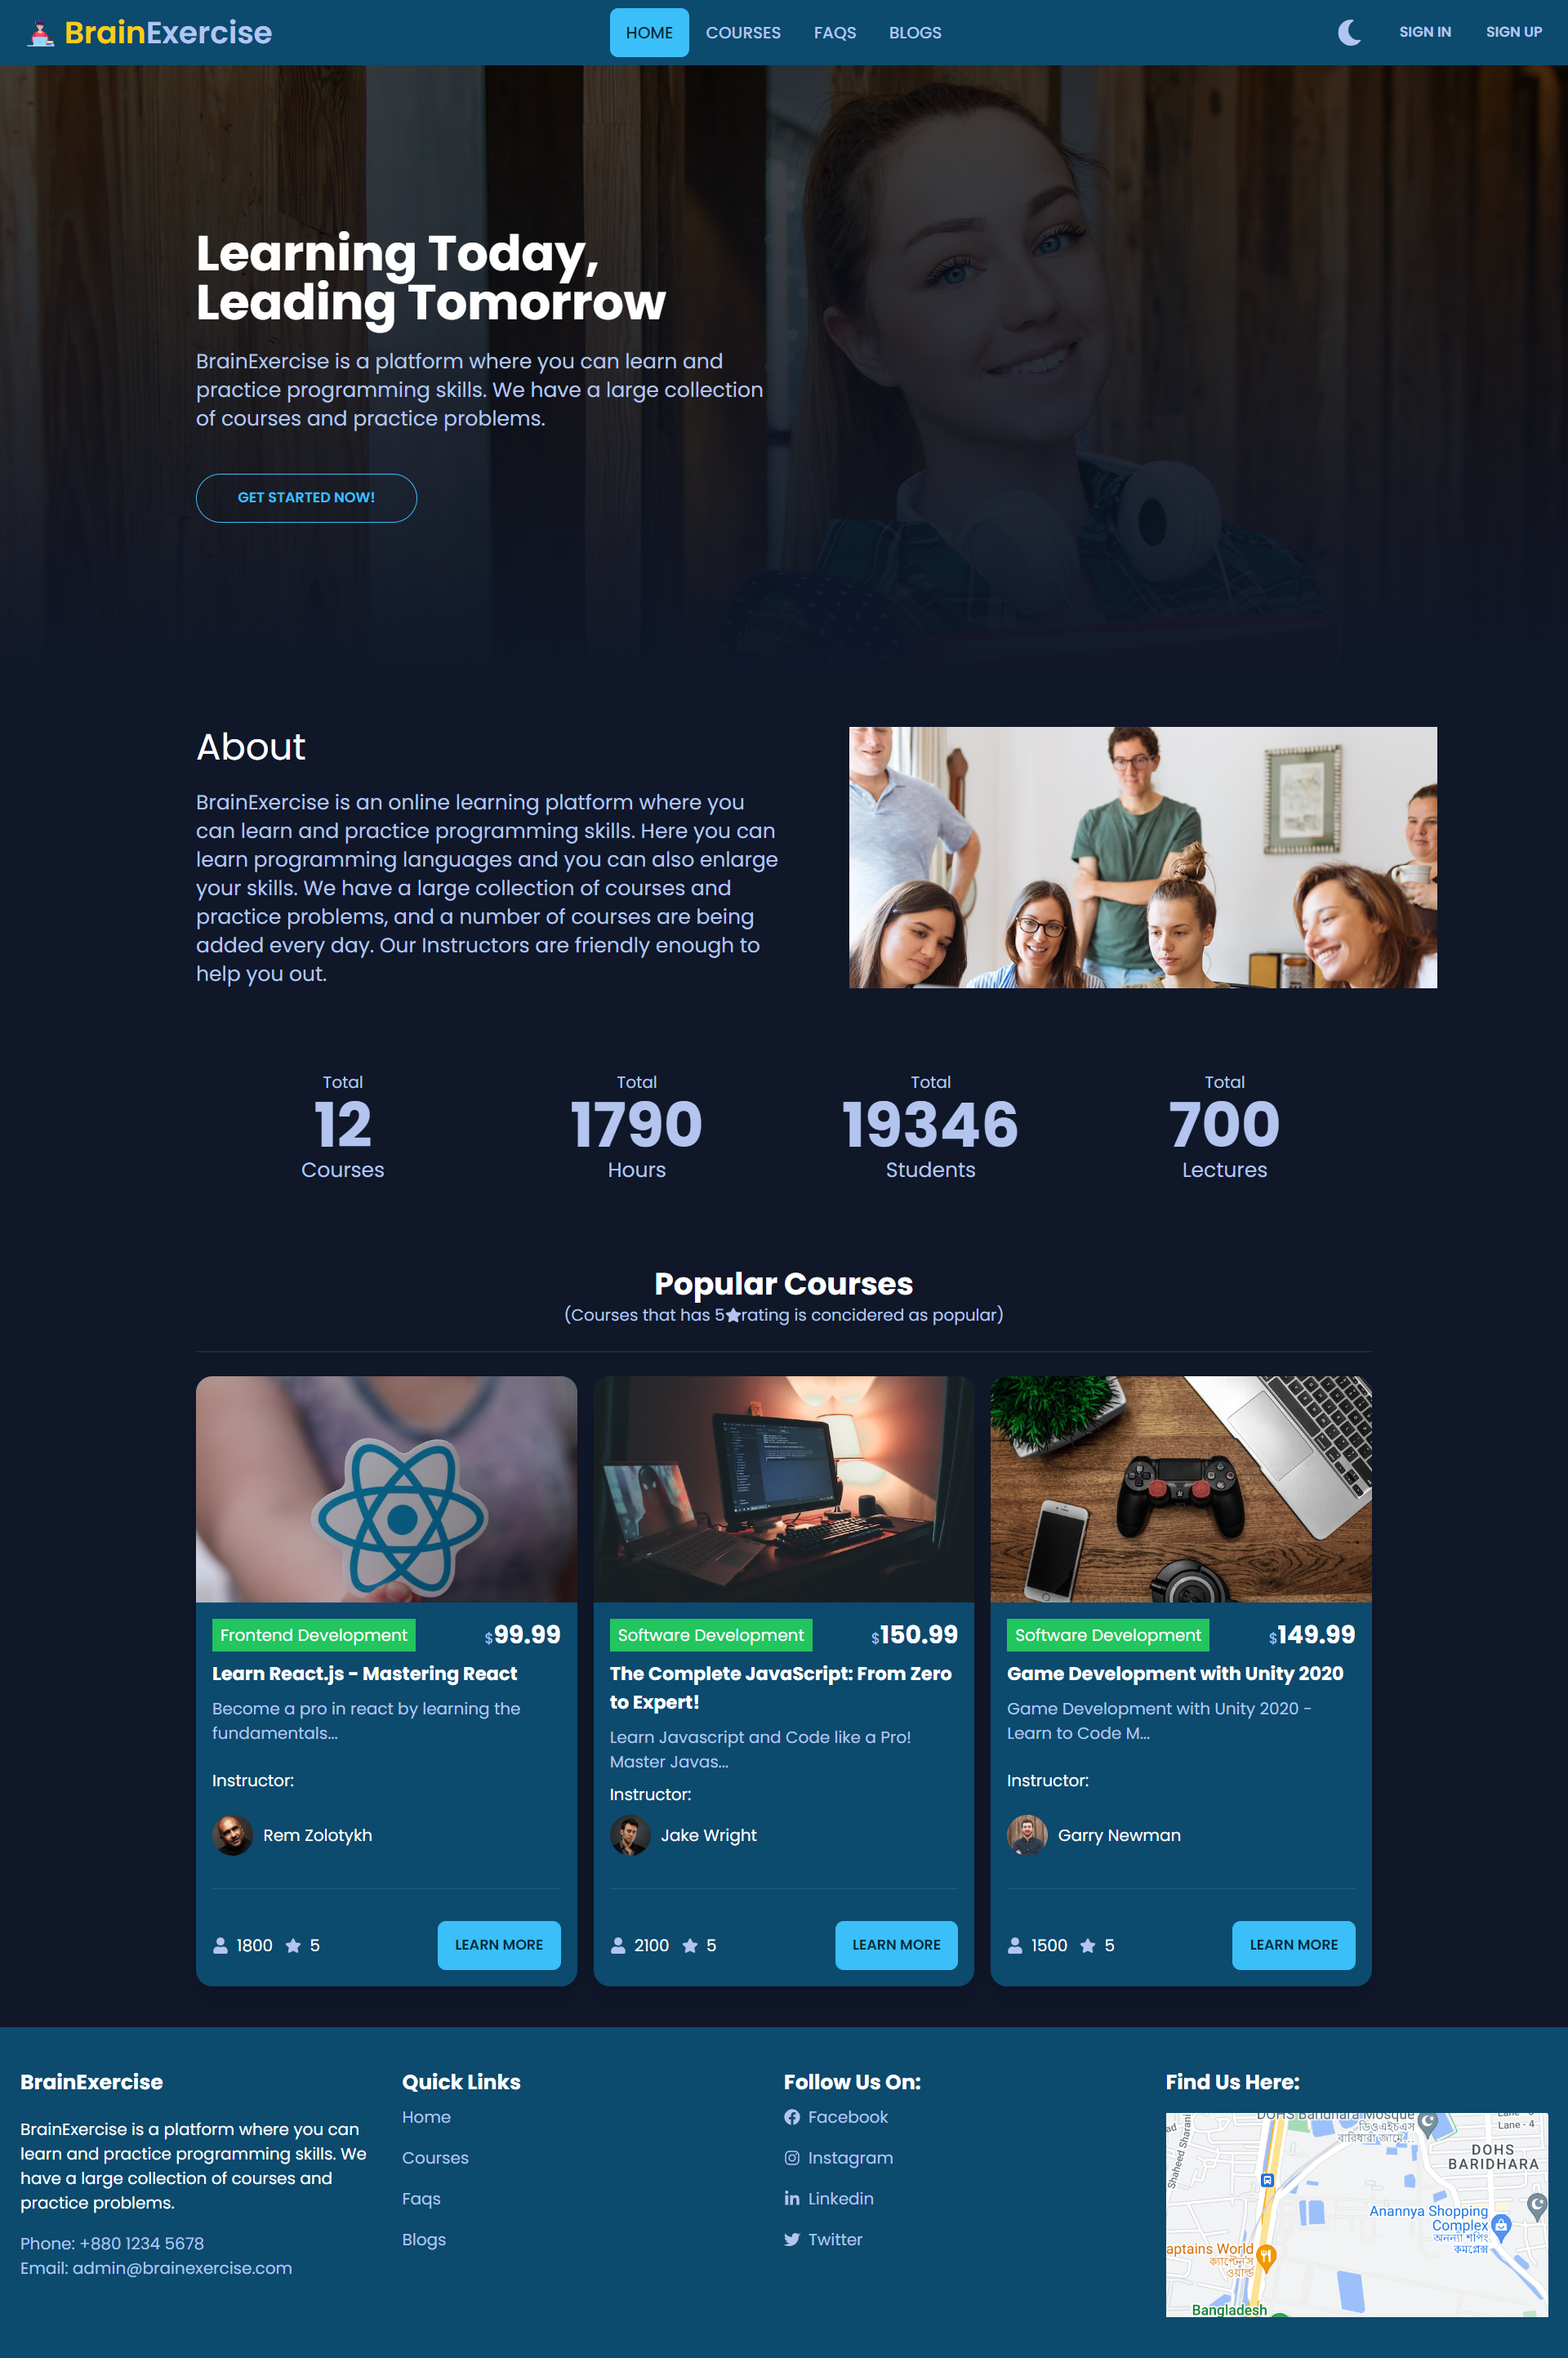 BrainExercise
HOME
COURSES
FAQS
BLOGS
SIGN IN
SIGN UP
Learning Today,
Leading Tomorrow
BrainExercise is a platform where you can learn and
practice programming skills. We have a large collection
of courses and practice problems.
GET STARTED NOW!
About
BrainExercise is an online learning platform where you
can learn and practice programming skills. Here you can
learn programming languages and you can also enlarge
your skills. We have a large collection of courses and
practice problems, and a number of courses are being
added every day. Our Instructors are friendly enough to
help you out.
Total
12
Courses
Total
1790
Hours
Total
19346
Students
Total
700
Lectures
Popular Courses
(Courses that has 5★rating is concidered as popular)
Frontend Development
$99.99
Learn React.js - Mastering React
Become a pro in react by learning the
fundamentals...
Instructor:
Rem Zolotykh
1800
5
LEARN MORE
Software Development
$150.99
The Complete JavaScript: From Zero
to Expert!
Learn Javascript and Code like a Pro!
Master Javas...
Instructor:
Jake Wright
2100
5
LEARN MORE
Software Development
$149.99
Game Development with Unity 2020
Game Development with Unity 2020 -
Learn to Code M...
Instructor:
Garry Newman
1500
5
LEARN MORE
BrainExercise
BrainExercise is a platform where you can
learn and practice programming skills. We
have a large collection of courses and
practice problems.
Phone: +880 1234 5678
Email: admin@brainexercise.com
Quick Links
Home
Courses
Faqs
Blogs
Follow Us On:
Facebook
Instagram
Linkedin
Twitter
Find Us Here:
DOHS Baridhara Mosque
ডিওএইচএস
বারিধারা জামে...
Lane - 4
DOHS
BARIDHARA
Shaheed Sharani
Anannya Shopping
Complex
অনন্যা শপিং
কমপ্লেক্স
aptains World
ক্যাপ্টেন'স
ওয়ার্ল্ড
Bangladesh